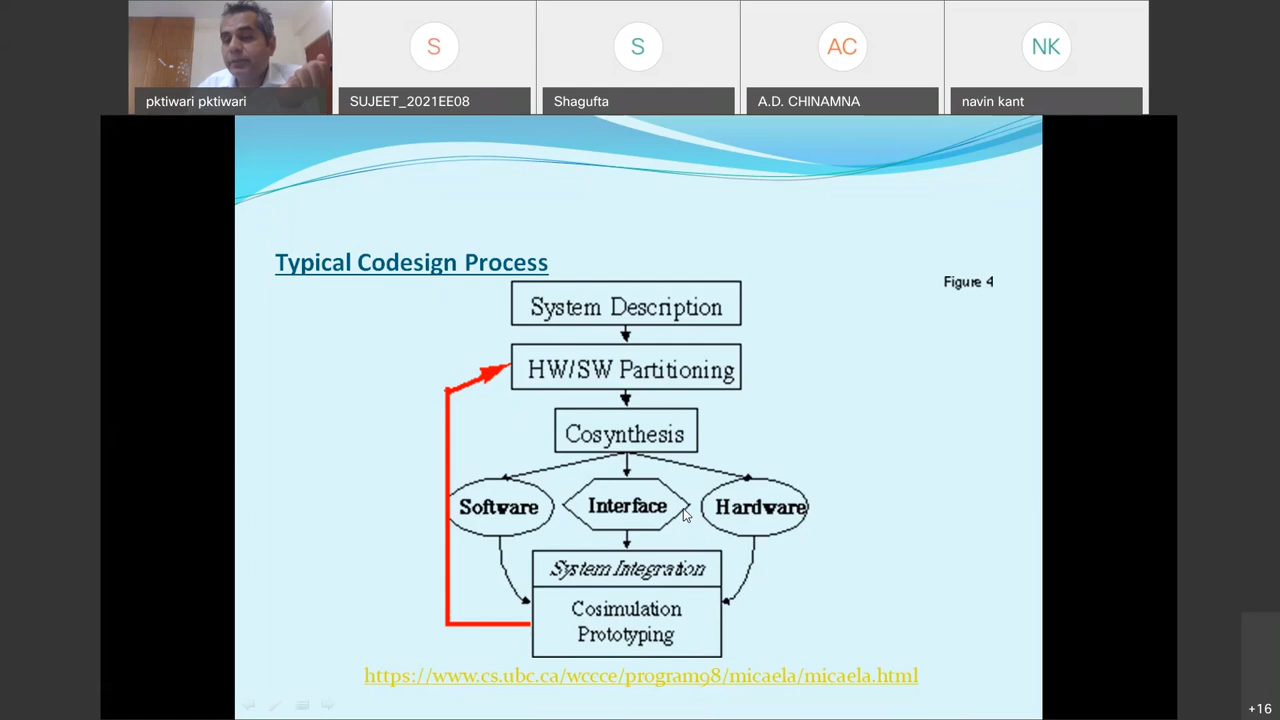 S
S
AC
NK
pktiwari pktiwari
SUJEET_2021EE08
Shagufta
A.D. CHINAMNA
navin kant
Typical Codesign Process
Figure 4
System Description
HW/SW Partitioning
Cosynthesis
Software
Interface
Hardware
System Integration
Cosimulation
Prototyping
https://www.cs.ubc.ca/wccce/program98/micaela/micaela.html
+16